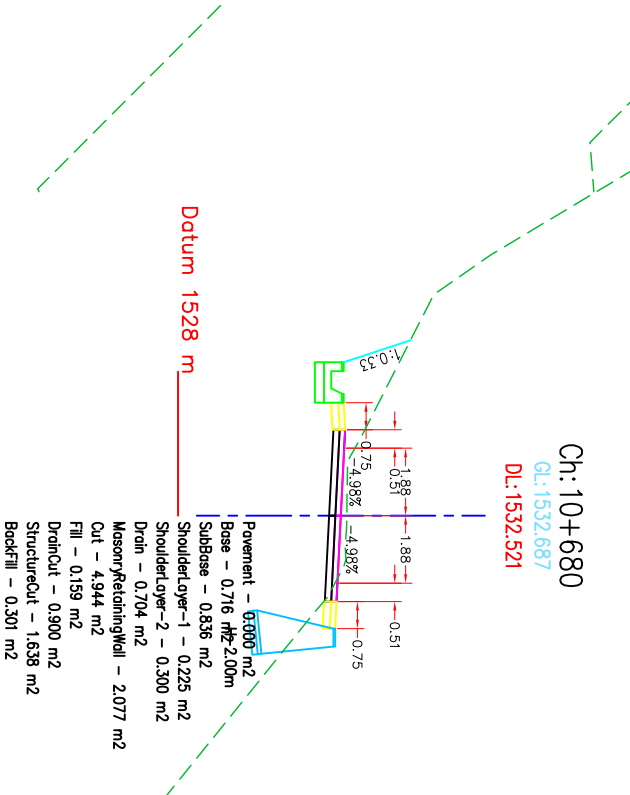 Ch:10+680
GL:1532.687
DL:1532.521
1:0.33
0.75
0.51
1.88
1.88
0.51
0.75
-4.98%
-4.98%
H=2.00m
Datum 1528 m
Pavement - 0.000 m2
Base - 0.716 m2
SubBase - 0.836 m2
ShoulderLayer-1 - 0.225 m2
ShoulderLayer-2 - 0.300 m2
Drain - 0.704 m2
MasonryRetainingWall - 2.077 m2
Cut - 4.944 m2
Fill - 0.159 m2
DrainCut - 0.900 m2
StructureCut - 1.638 m2
BackFill - 0.301 m2